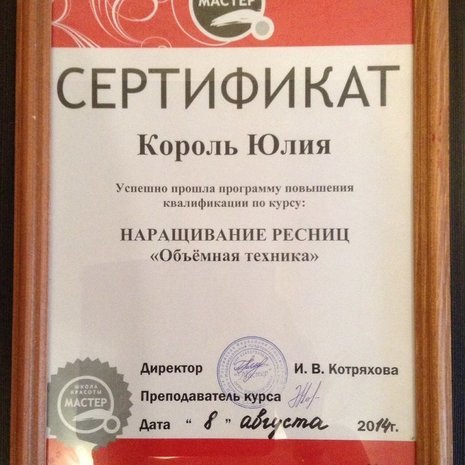 МАСТЕР
СЕРТИФИКАТ
Король Юлия
Успешно прошла программу повышения
квалификации по курсу:
НАРАЩИВАНИЕ РЕСНИЦ
«Объёмная техника»
Директор И. В. Котряхова
Преподаватель курса
Дата " 8 " августа 2014г.
ШКОЛА
КРАСОТЫ
МАСТЕР